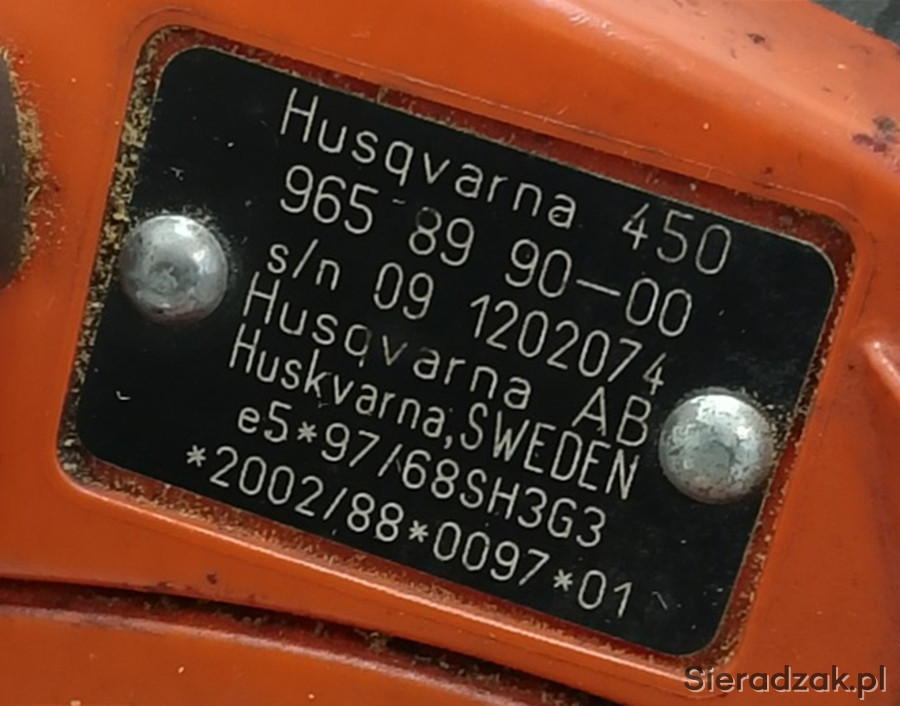 Husqvarna 450
965 89 90-00
s/n 09 1202074
Husqvarna AB
Huskvarna,SWEDEN
e5*97/68SH3G3
*2002/88*0097*01
Sieradzak.pl